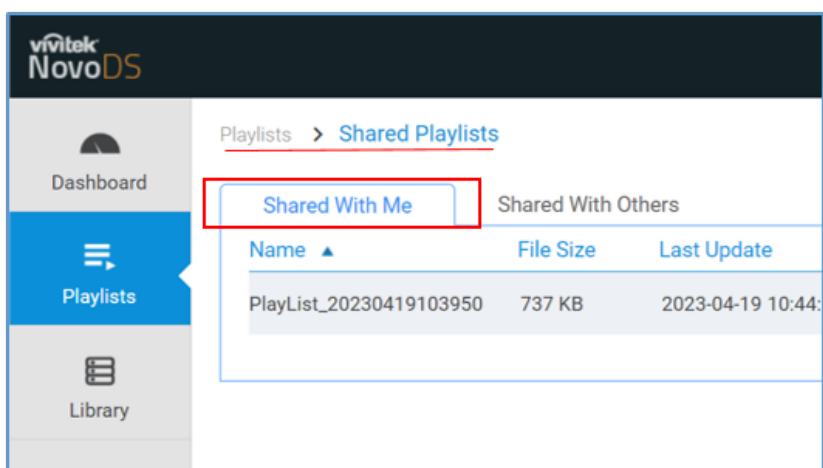 vivitek
NovoDS
Dashboard
Playlists
Library
Playlists > Shared Playlists
Shared With Me Shared With Others
Name ▲ File Size Last Update
PlayList_20230419103950 737 KB 2023-04-19 10:44: